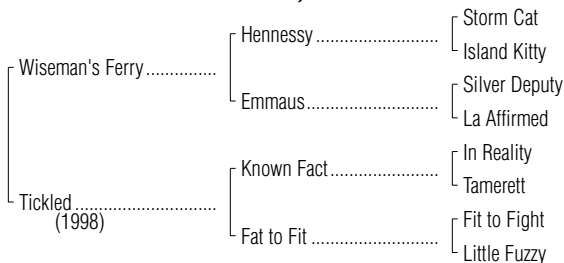 Storm Cat
Hennessy
Island Kitty
Wiseman's Ferry
Silver Deputy
Emmaus
La Affirmed
In Reality
Known Fact
Tamerett
Tickled
(1998)
Fit to Fight
Fat to Fit
Little Fuzzy